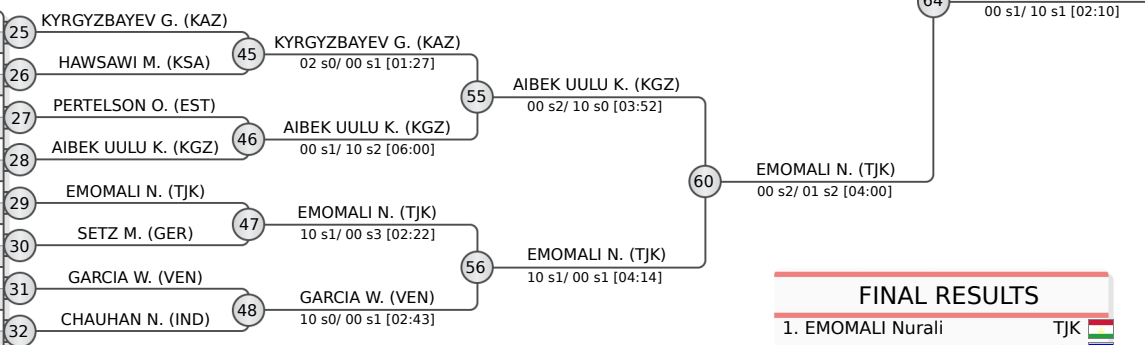 64
00 s1/ 10 s1 [02:10]
25
KYRGYZBAYEV G. (KAZ)
26
HAWSAWI M. (KSA)
45
KYRGYZBAYEV G. (KAZ)
02 s0/ 00 s1 [01:27]
27
PERTELSON O. (EST)
28
AIBEK UULU K. (KGZ)
46
AIBEK UULU K. (KGZ)
00 s1/ 10 s2 [06:00]
55
AIBEK UULU K. (KGZ)
00 s2/ 10 s0 [03:52]
29
EMOMALI N. (TJK)
30
SETZ M. (GER)
47
EMOMALI N. (TJK)
10 s1/ 00 s3 [02:22]
31
GARCIA W. (VEN)
32
CHAUHAN N. (IND)
48
GARCIA W. (VEN)
10 s0/ 00 s1 [02:43]
56
EMOMALI N. (TJK)
10 s1/ 00 s1 [04:14]
60
EMOMALI N. (TJK)
00 s2/ 01 s2 [04:00]
FINAL RESULTS
1. EMOMALI Nurali TJK